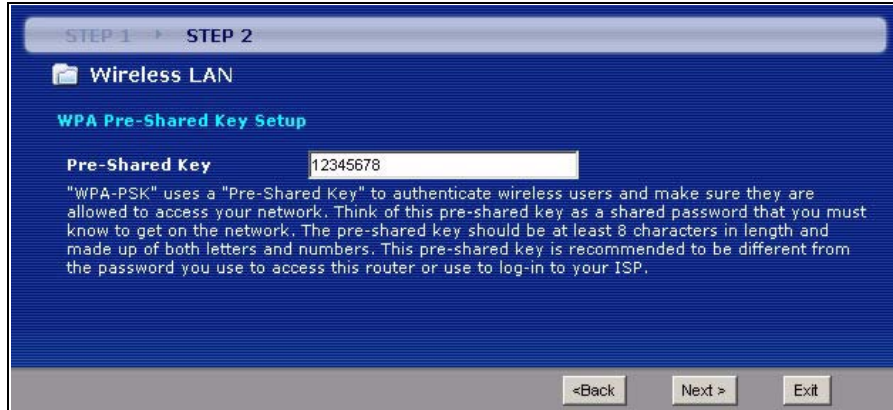 STEP 1 STEP 2
Wireless LAN
WPA Pre-Shared Key Setup
Pre-Shared Key 12345678
"WPA-PSK" uses a "Pre-Shared Key" to authenticate wireless users and make sure they are
allowed to access your network. Think of this pre-shared key as a shared password that you must
know to get on the network. The pre-shared key should be at least 8 characters in length and
made up of both letters and numbers. This pre-shared key is recommended to be different from
the password you use to access this router or use to log-in to your ISP.
<Back Next > Exit